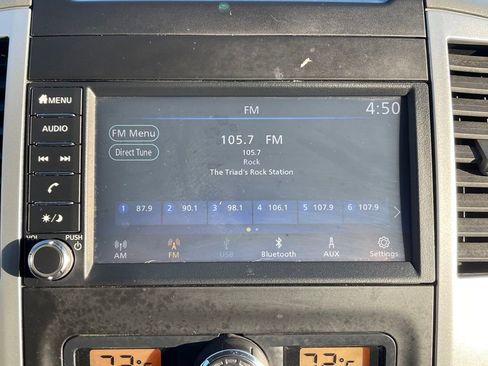 FM 4:50
MENU
AUDIO
FM Menu
Direct Tune
105.7 FM
105.7
Rock
The Triad's Rock Station
1 87.9 2 90.1 3 98.1 4 106.1 5 107.9 6 107.9
VOL PUSH
AM FM USB Bluetooth AUX Settings
72°F 72°F